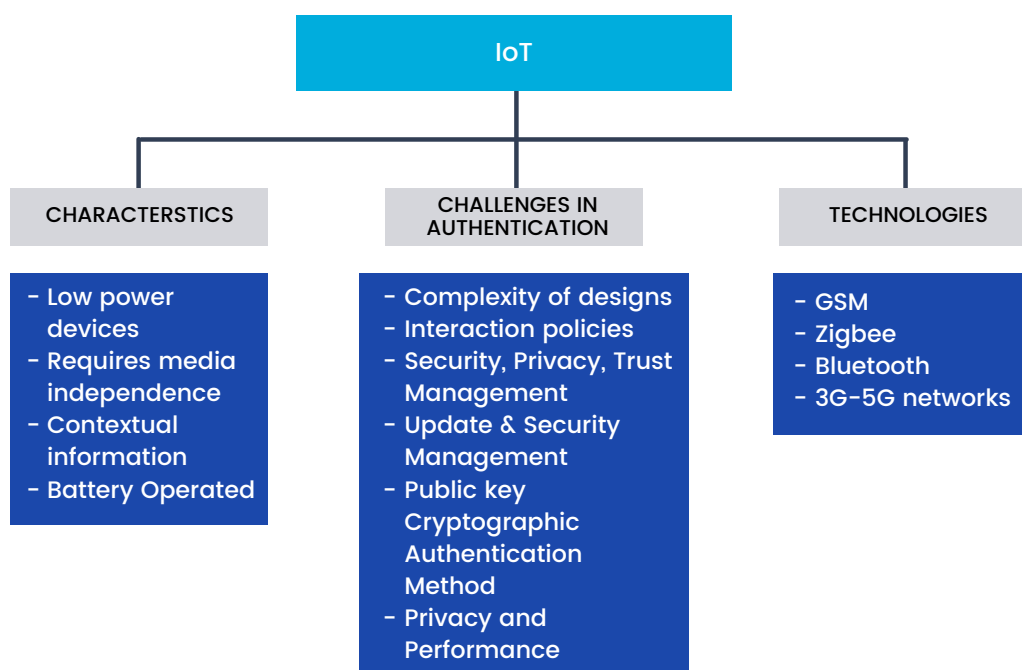 IoT
CHARACTERSTICS
- Low power
devices
- Requires media
independence
- Contextual
information
- Battery Operated
CHALLENGES IN
AUTHENTICATION
- Complexity of designs
- Interaction policies
- Security, Privacy, Trust
Management
- Update & Security
Management
- Public key
Cryptographic
Authentication
Method
- Privacy and
Performance
TECHNOLOGIES
- GSM
- Zigbee
- Bluetooth
- 3G-5G networks